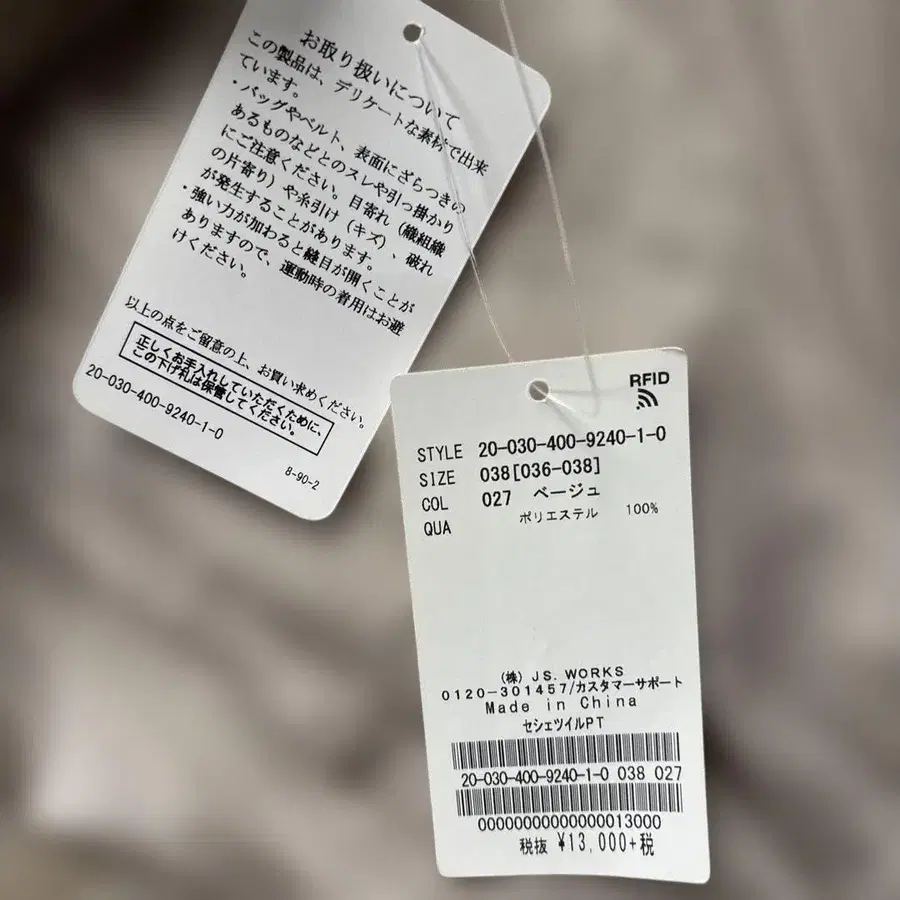 お取り扱いについて
この製品は、デリケートな素材で出来
ています。
・バッグやベルト、表面にざらつきの
あるものなどとのスレや引っ掛かり
にご注意ください。目寄れ（織組織
の片寄り）や糸引け（キズ）、破れ
が発生することがあります。
・強い力が加わると縫目が開くことが
ありますので、運動時の着用はお避
けください。
以上の点をご留意の上、お買い求めください。
正しくお手入れしていただくために、
この下げ札は保管してください。
20-030-400-9240-1-0
8-90-2
RFID
STYLE 20-030-400-9240-1-0
SIZE 038[036-038]
COL 027 ベージュ
QUA ポリエステル 100%
(株) JS. WORKS
0120-301457/カスタマーサポート
Made in China
セシェツイルPT
20-030-400-9240-1-0 038 027
00000000000000013000
税抜 ¥13,000+税